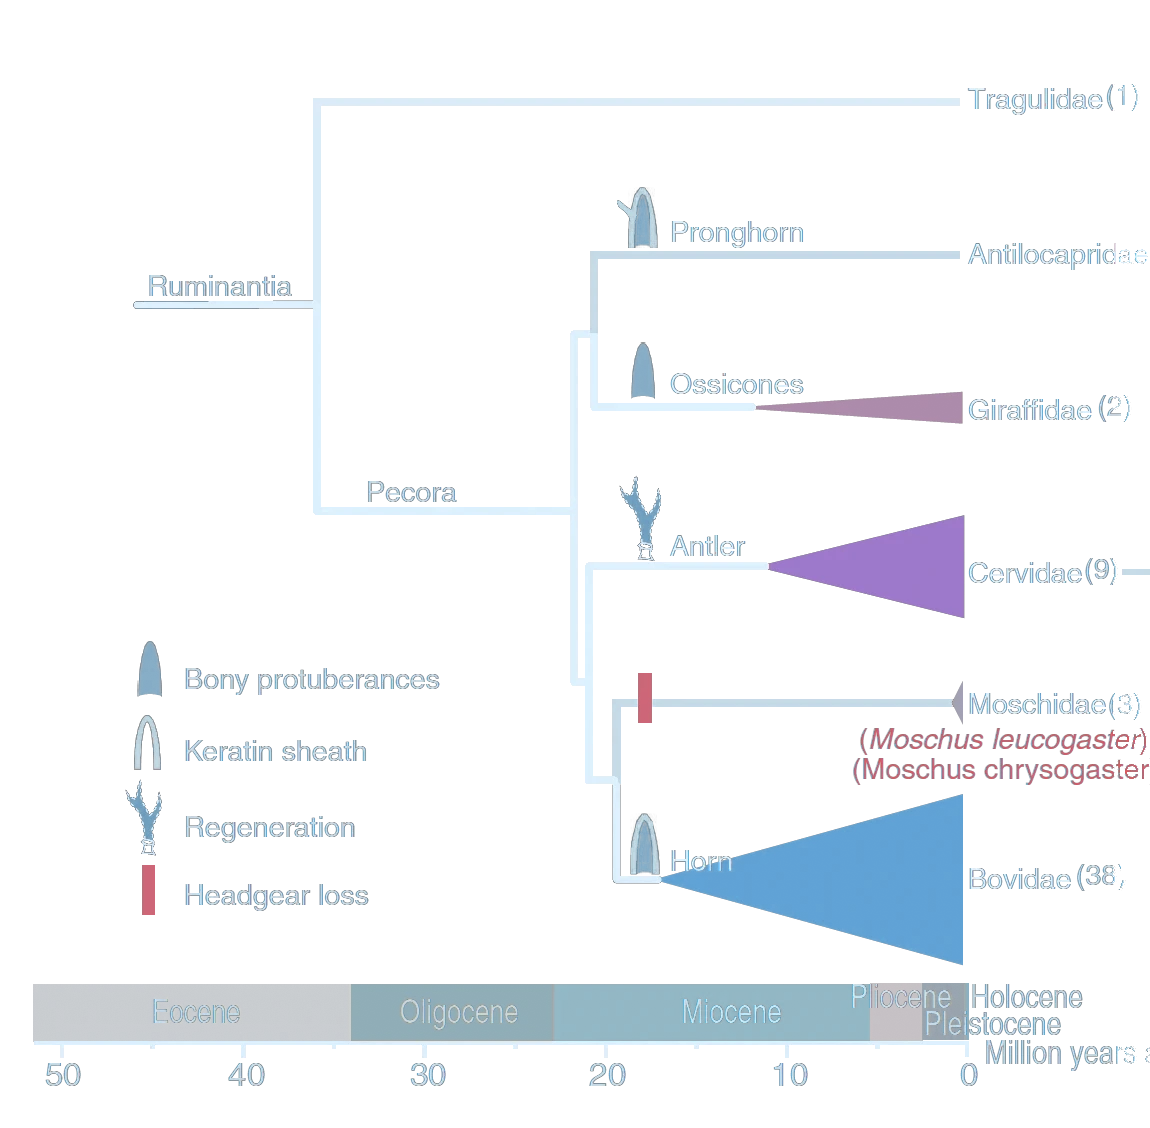 Tragulidae (1)
Pronghorn
Antilocapridae
Ruminantia
Ossicones
Giraffidae (2)
Pecora
Antler
Cervidae (9)
Bony protuberances
Moschidae (3)
(Moschus leucogaster)
Keratin sheath
(Moschus chrysogaster
Regeneration
Horn
Bovidae (38)
Headgear loss
Eocene Oligocene Miocene Pliocene Holocene
Pleistocene
Million years
50 40 30 20 10 0